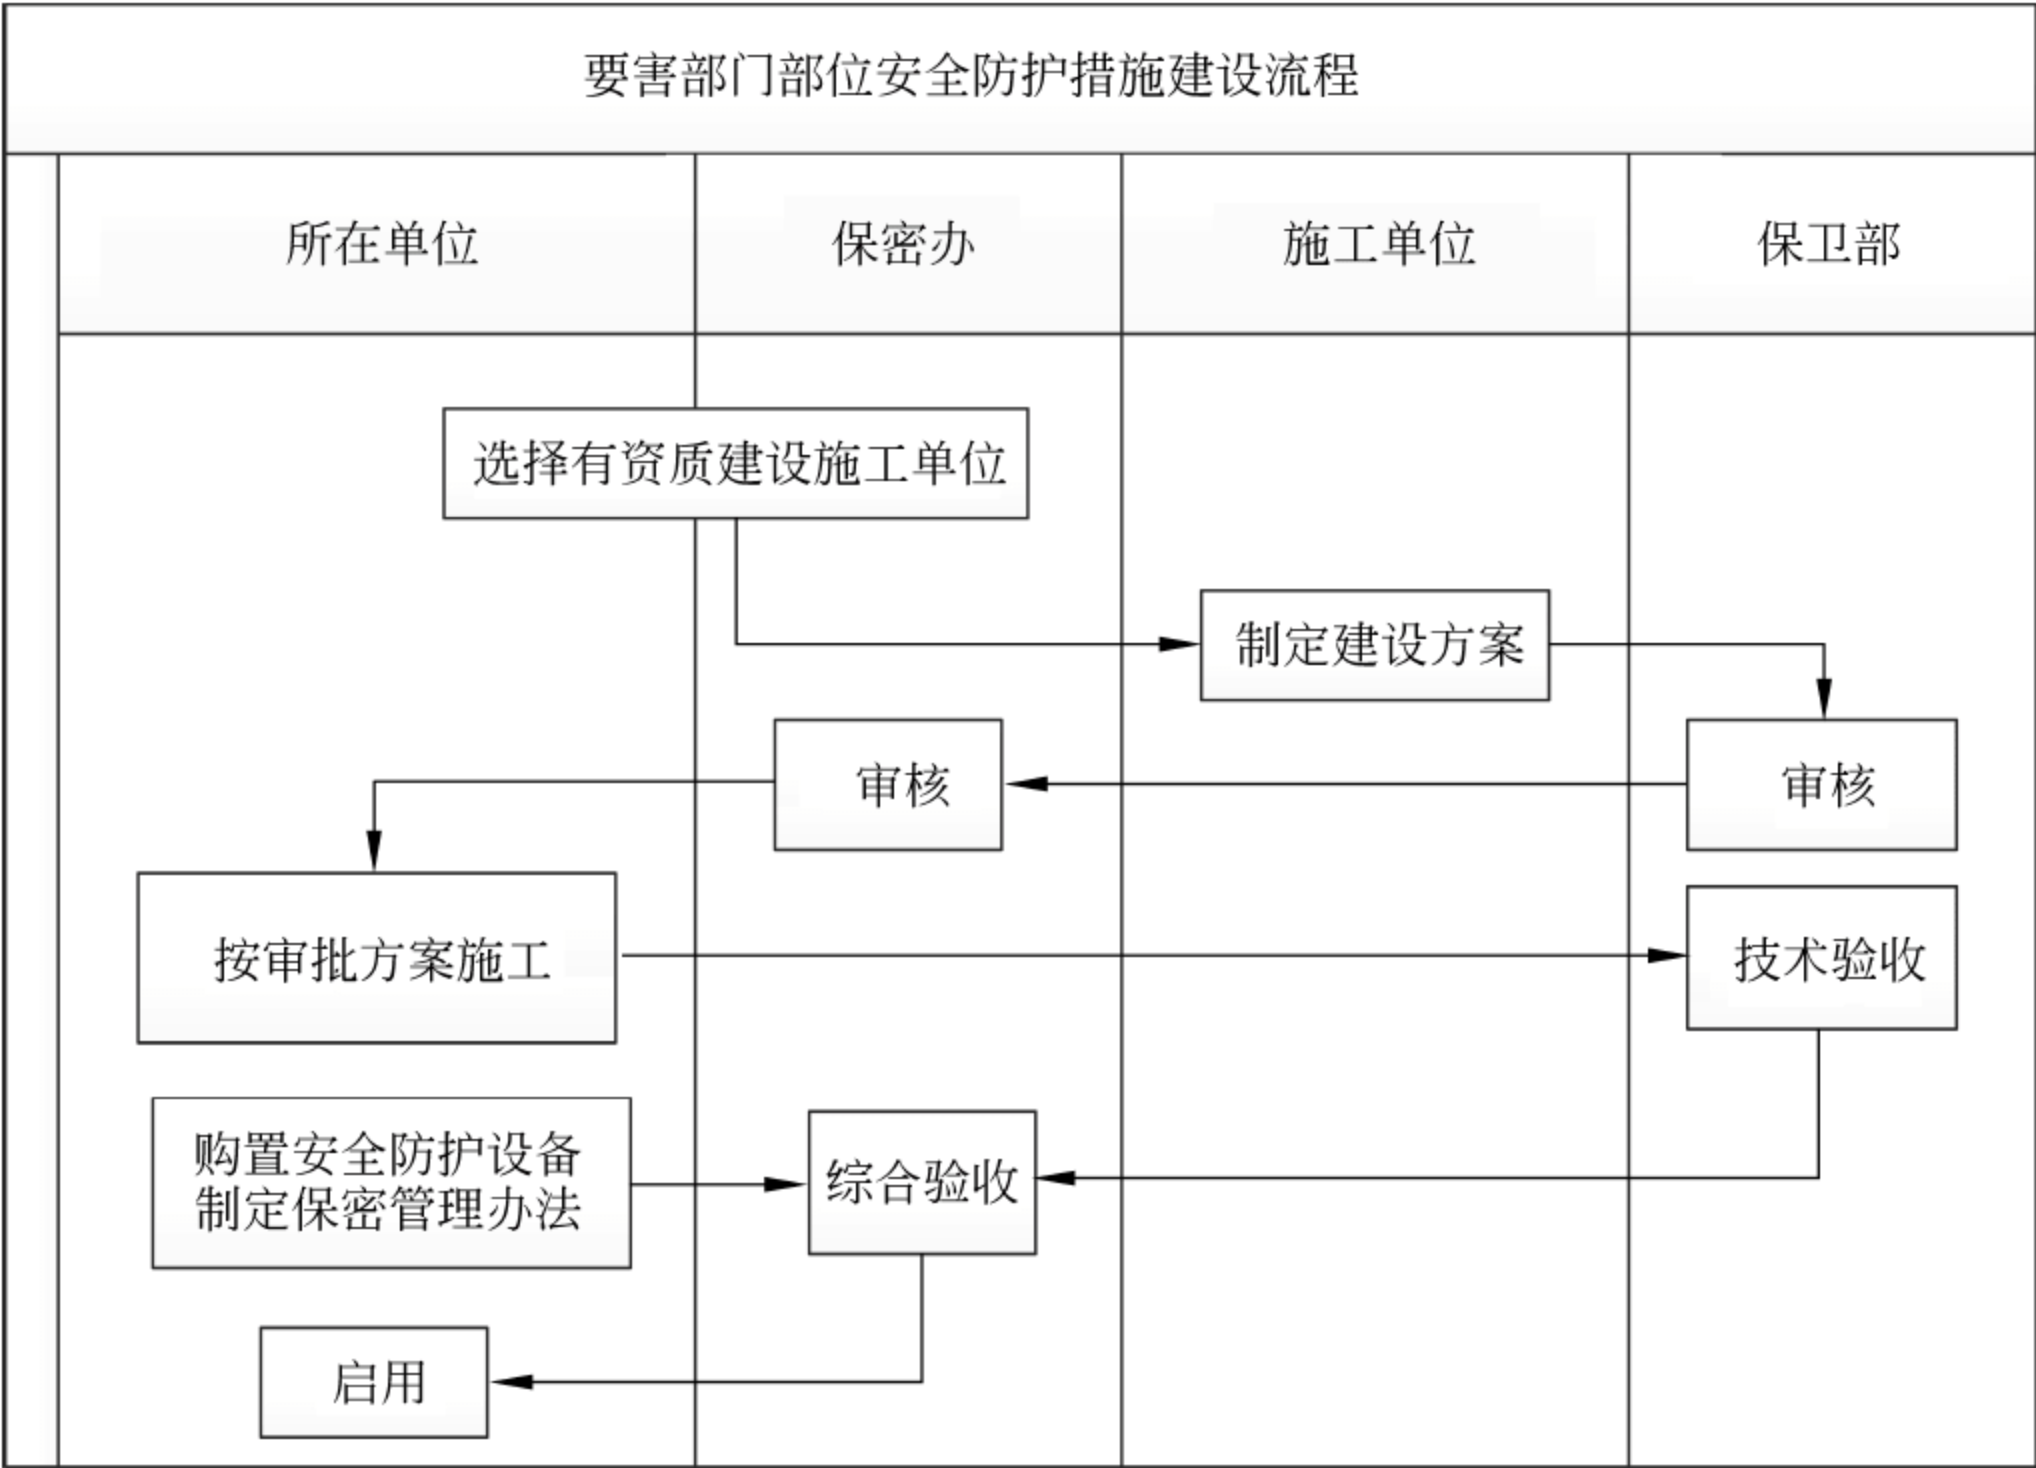 要害部门部位安全防护措施建设流程
所在单位
保密办
施工单位
保卫部
选择有资质建设施工单位
制定建设方案
审核
审核
按审批方案施工
技术验收
购置安全防护设备
制定保密管理办法
综合验收
启用